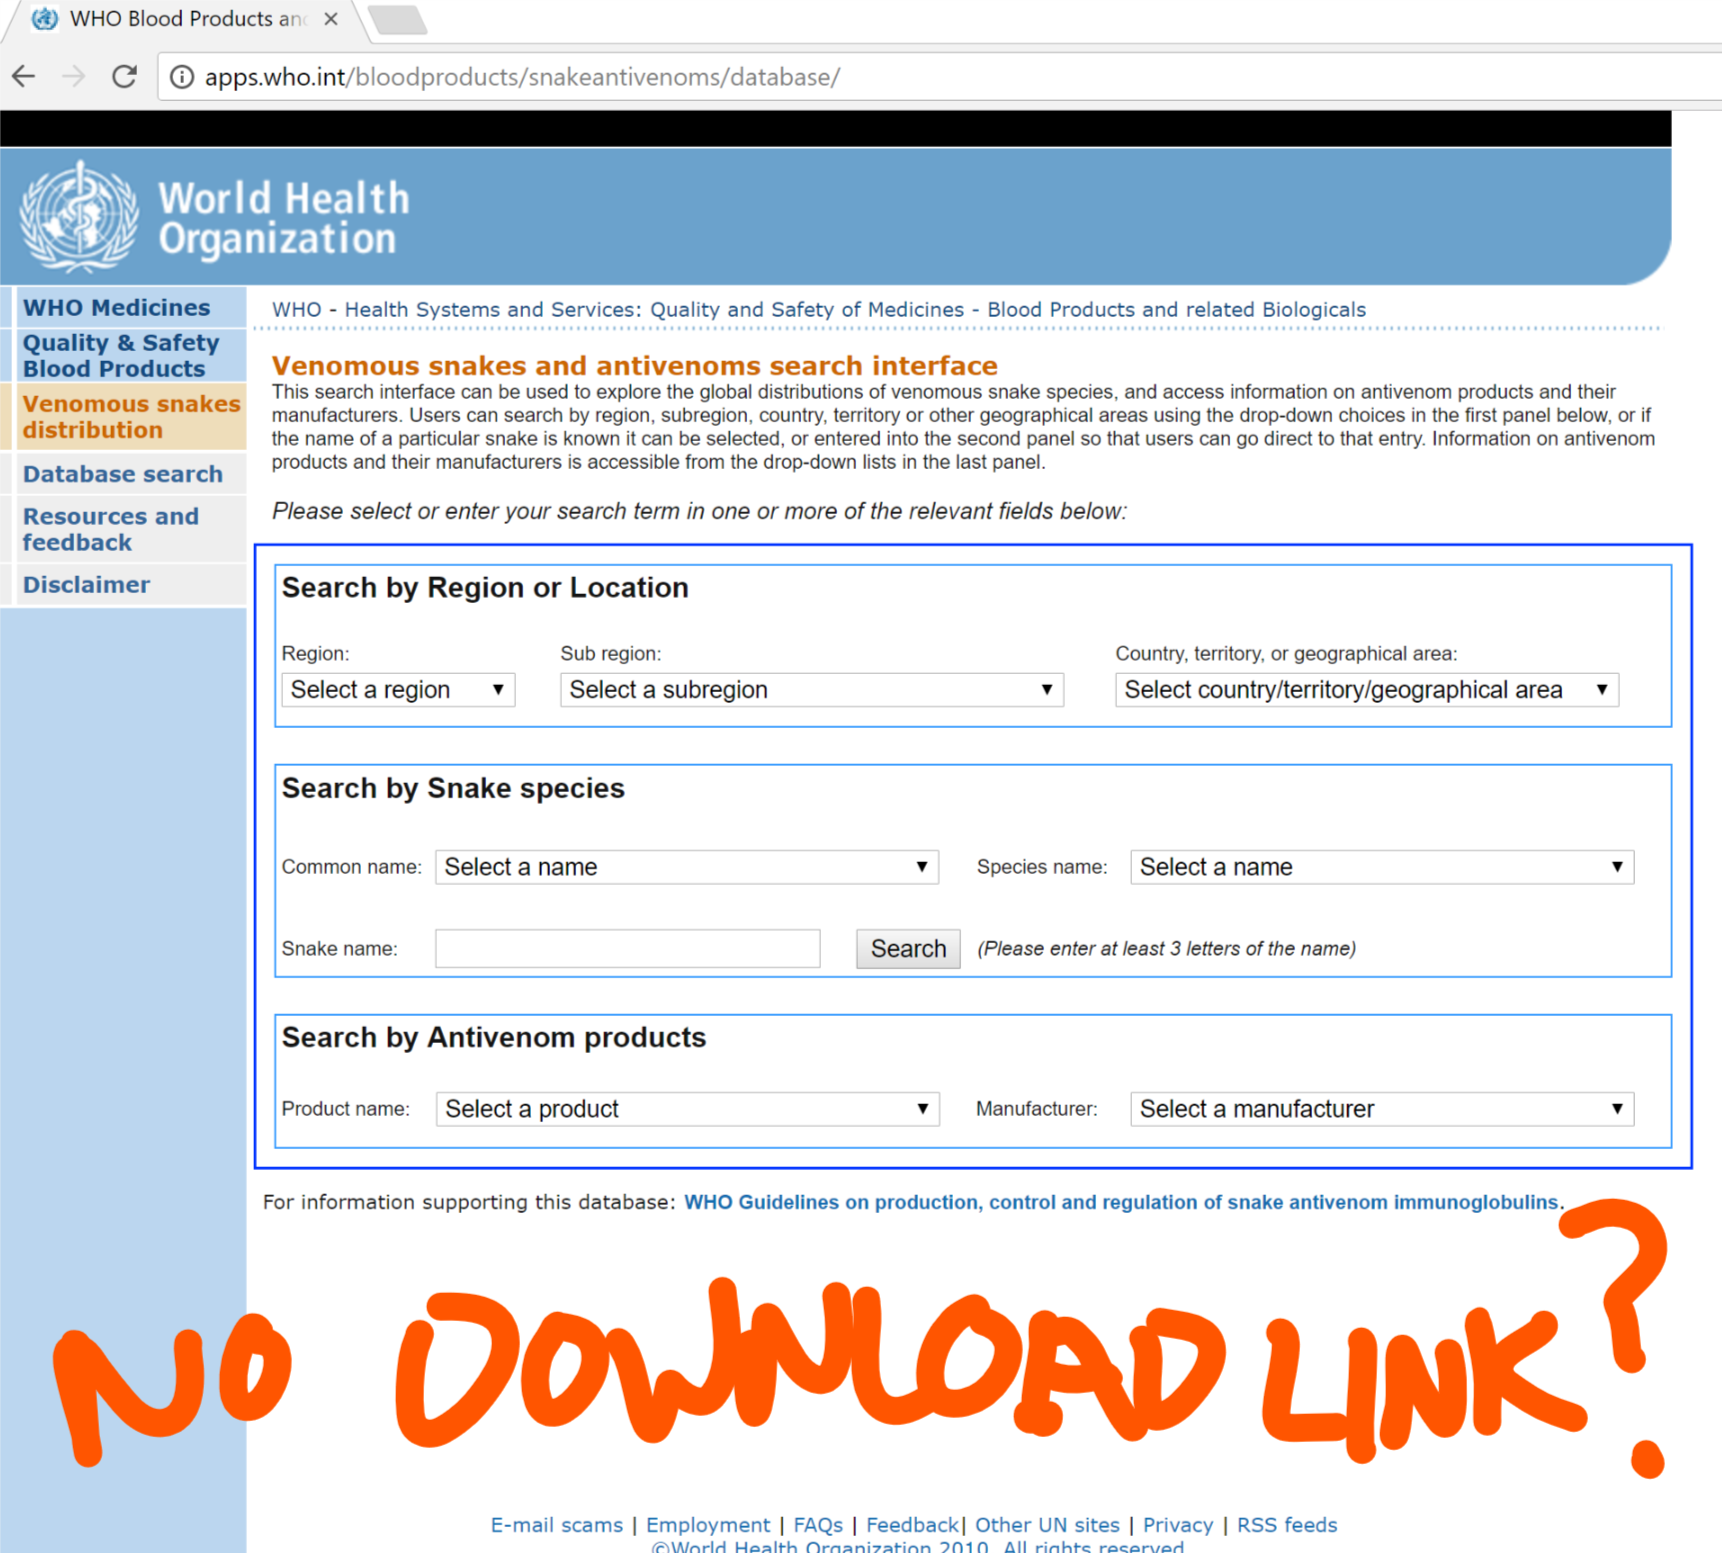 WHO Blood Products and
apps.who.int/bloodproducts/snakeantivenoms/database/
World Health
Organization
WHO Medicines
Quality & Safety
Blood Products
Venomous snakes
distribution
Database search
Resources and
feedback
Disclaimer
WHO - Health Systems and Services: Quality and Safety of Medicines - Blood Products and related Biologicals
Venomous snakes and antivenoms search interface
This search interface can be used to explore the global distributions of venomous snake species, and access information on antivenom products and their
manufacturers. Users can search by region, subregion, country, territory or other geographical areas using the drop-down choices in the first panel below, or if
the name of a particular snake is known it can be selected, or entered into the second panel so that users can go direct to that entry. Information on antivenom
products and their manufacturers is accessible from the drop-down lists in the last panel.
Please select or enter your search term in one or more of the relevant fields below:
Search by Region or Location
Region: Sub region: Country, territory, or geographical area:
Select a region Select a subregion Select country/territory/geographical area
Search by Snake species
Common name: Select a name Species name: Select a name
Snake name: Search (Please enter at least 3 letters of the name)
Search by Antivenom products
Product name: Select a product Manufacturer: Select a manufacturer
For information supporting this database: WHO Guidelines on production, control and regulation of snake antivenom immunoglobulins.
NO DOWNLOAD LINK?
E-mail scams | Employment | FAQs | Feedback| Other UN sites | Privacy | RSS feeds
©World Health Organization 2010. All rights reserved